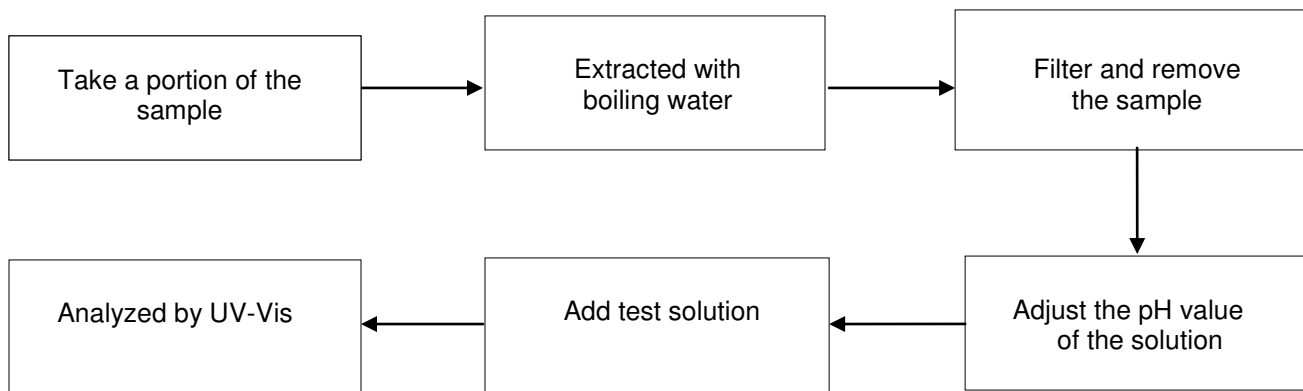 Take a portion of the
sample
Extracted with
boiling water
Filter and remove
the sample
Adjust the pH value
of the solution
Add test solution
Analyzed by UV-Vis